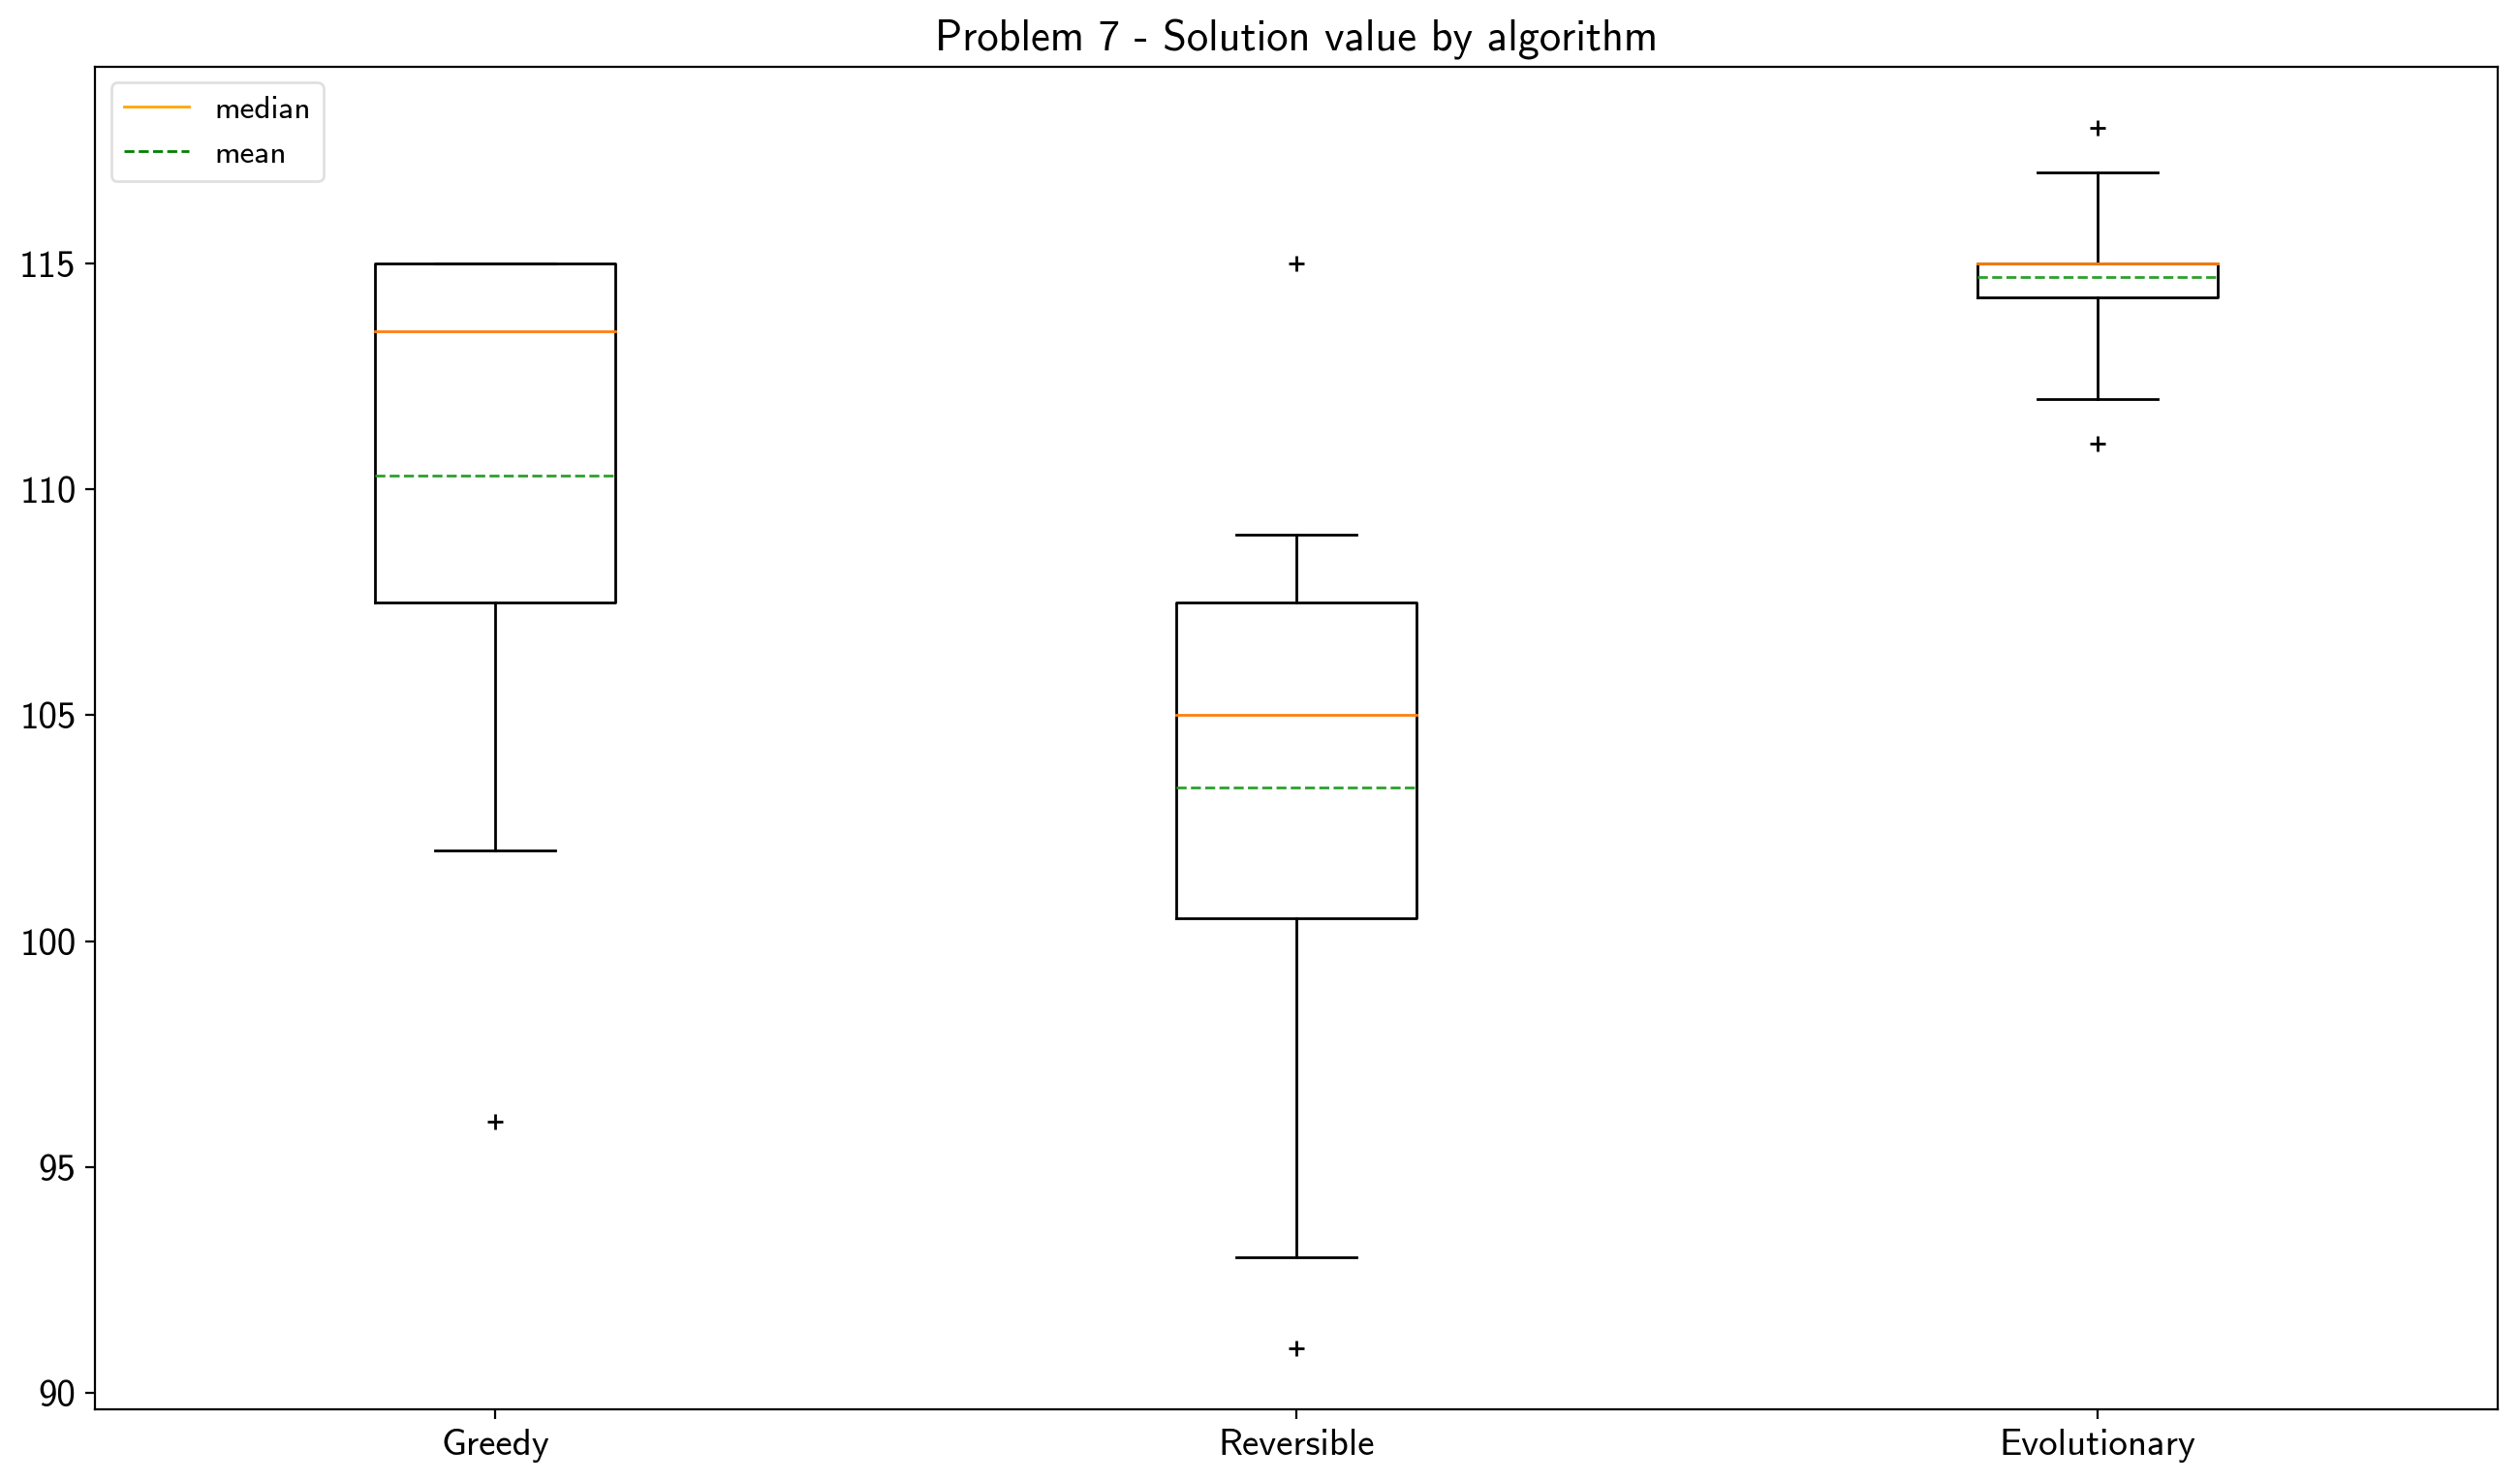 Problem 7 - Solution value by algorithm
median
mean
115
110
105
100
95
90
Greedy
Reversible
Evolutionary